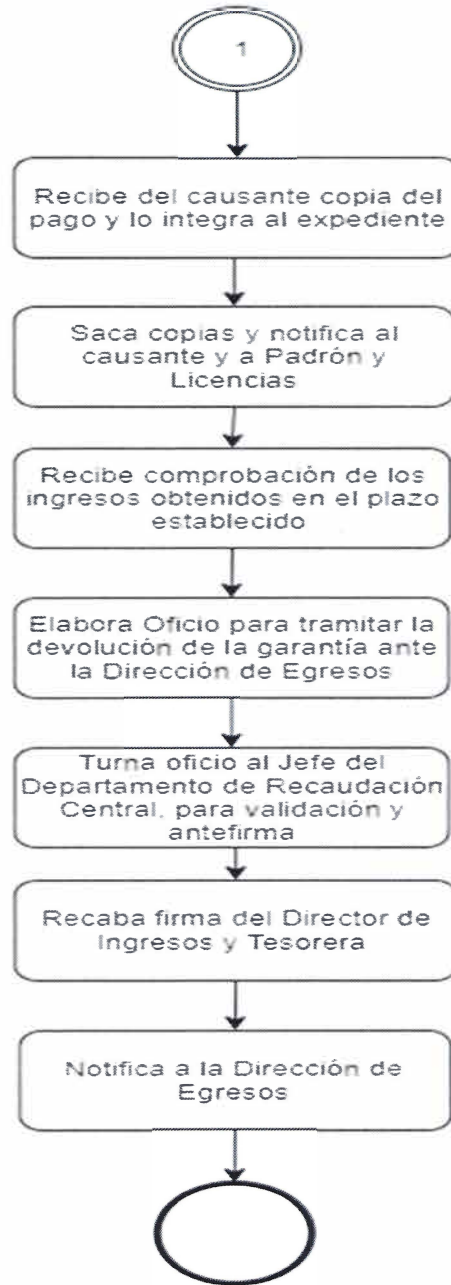 1
Recibe del causante copia del
pago y lo integra al expediente
Saca copias y notifica al
causante y a Padrón y
Licencias
Recibe comprobación de los
ingresos obtenidos en el plazo
establecido
Elabora Oficio para tramitar la
devolución de la garantía ante
la Dirección de Egresos
Turna oficio al Jefe del
Departamento de Recaudación
Central, para validación y
antefirma
Recaba firma del Director de
Ingresos y Tesorera
Notifica a la Dirección de
Egresos